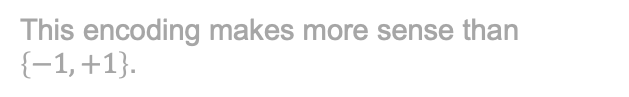 This encoding makes more sense than
{−1, +1}.